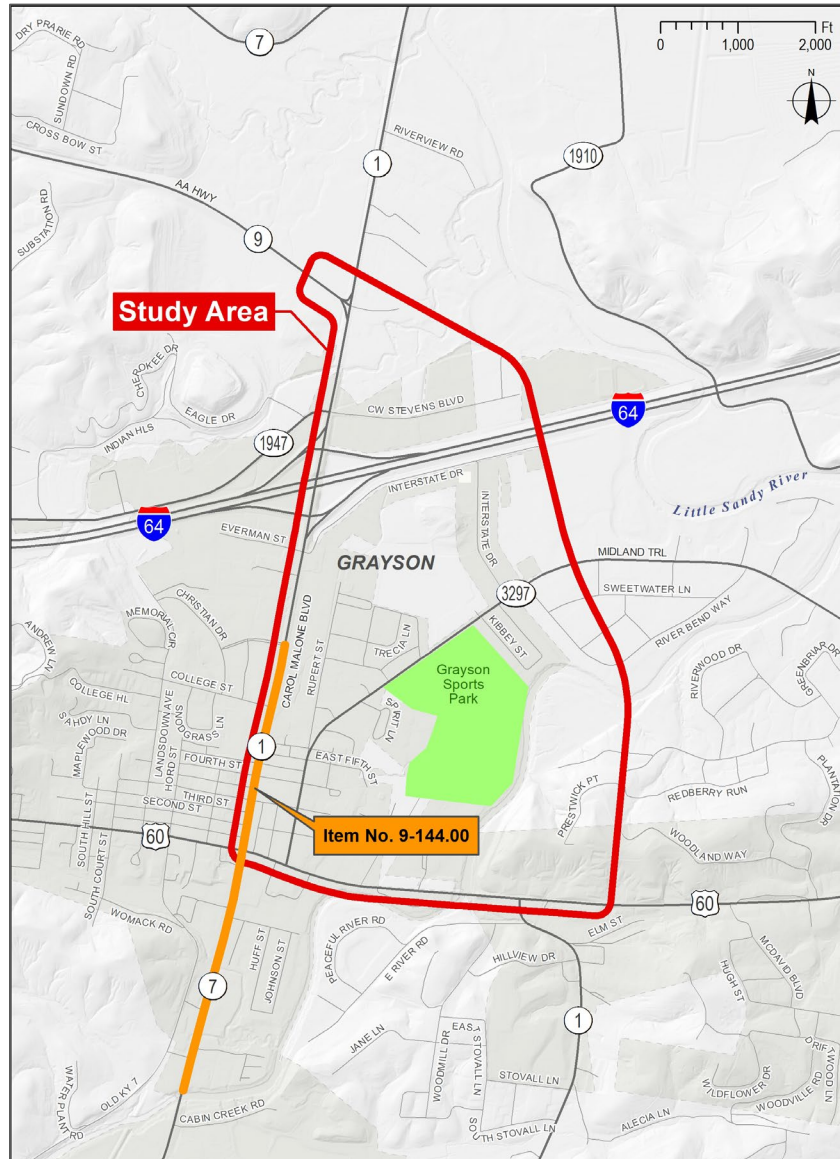 DRY PRARIE RD
SUNDOWN RD
CROSS BOW ST
7
0 1,000 2,000
Ft
N
1
RIVERVIEW RD
1910
AA HWY
9
SUBSTATION RD
Study Area
CHEROKEE DR
EAGLE DR
INDIAN HLS
1947
CW STEVENS BLVD
64
INTERSTATE DR
64
Little Sandy River
EVERMAN ST
GRAYSON
INTERSTATE DR
MIDLAND TRL
3297
SWEETWATER LN
RIVER BEND WAY
KIBBEY ST
CHRISTIAN DR
MEMORIAL CIR
ANDREW LN
CAROL MALONE BLVD
RUPERT ST
TRECIA LN
Grayson
Sports
Park
RIVERWOOD DR
GREENBRIAR DR
COLLEGE ST
COLLEGE HL
SAHDY LN
MAPLEWOOD DR
LANDSDOWN AVE
HORD ST
SNODGRASS LN
SPIRIT LN
1
FOURTH ST
EAST FIFTH ST
THIRD ST
SECOND ST
PRESTWICK PT
REDBERRY RUN
PLANTATION DR
WOODLAND WAY
60
Item No. 9-144.00
SOUTH HILL ST
SOUTH COURT ST
WOMACK RD
60
ELM ST
HUFF ST
JOHNSON ST
PEACEFUL RIVER RD
E RIVER RD
HILLVIEW DR
HUGH ST
MCDAVID BLVD
7
1
JANE LN
WOODMILL DR
EAST STOVALL LN
STOVALL LN
DRIFTWOOD LN
WILDFLOWER DR
WOODVILLE RD
OLD KY 7
WATER PLANT RD
CABIN CREEK RD
SOUTH STOVALL LN
ALECIA LN